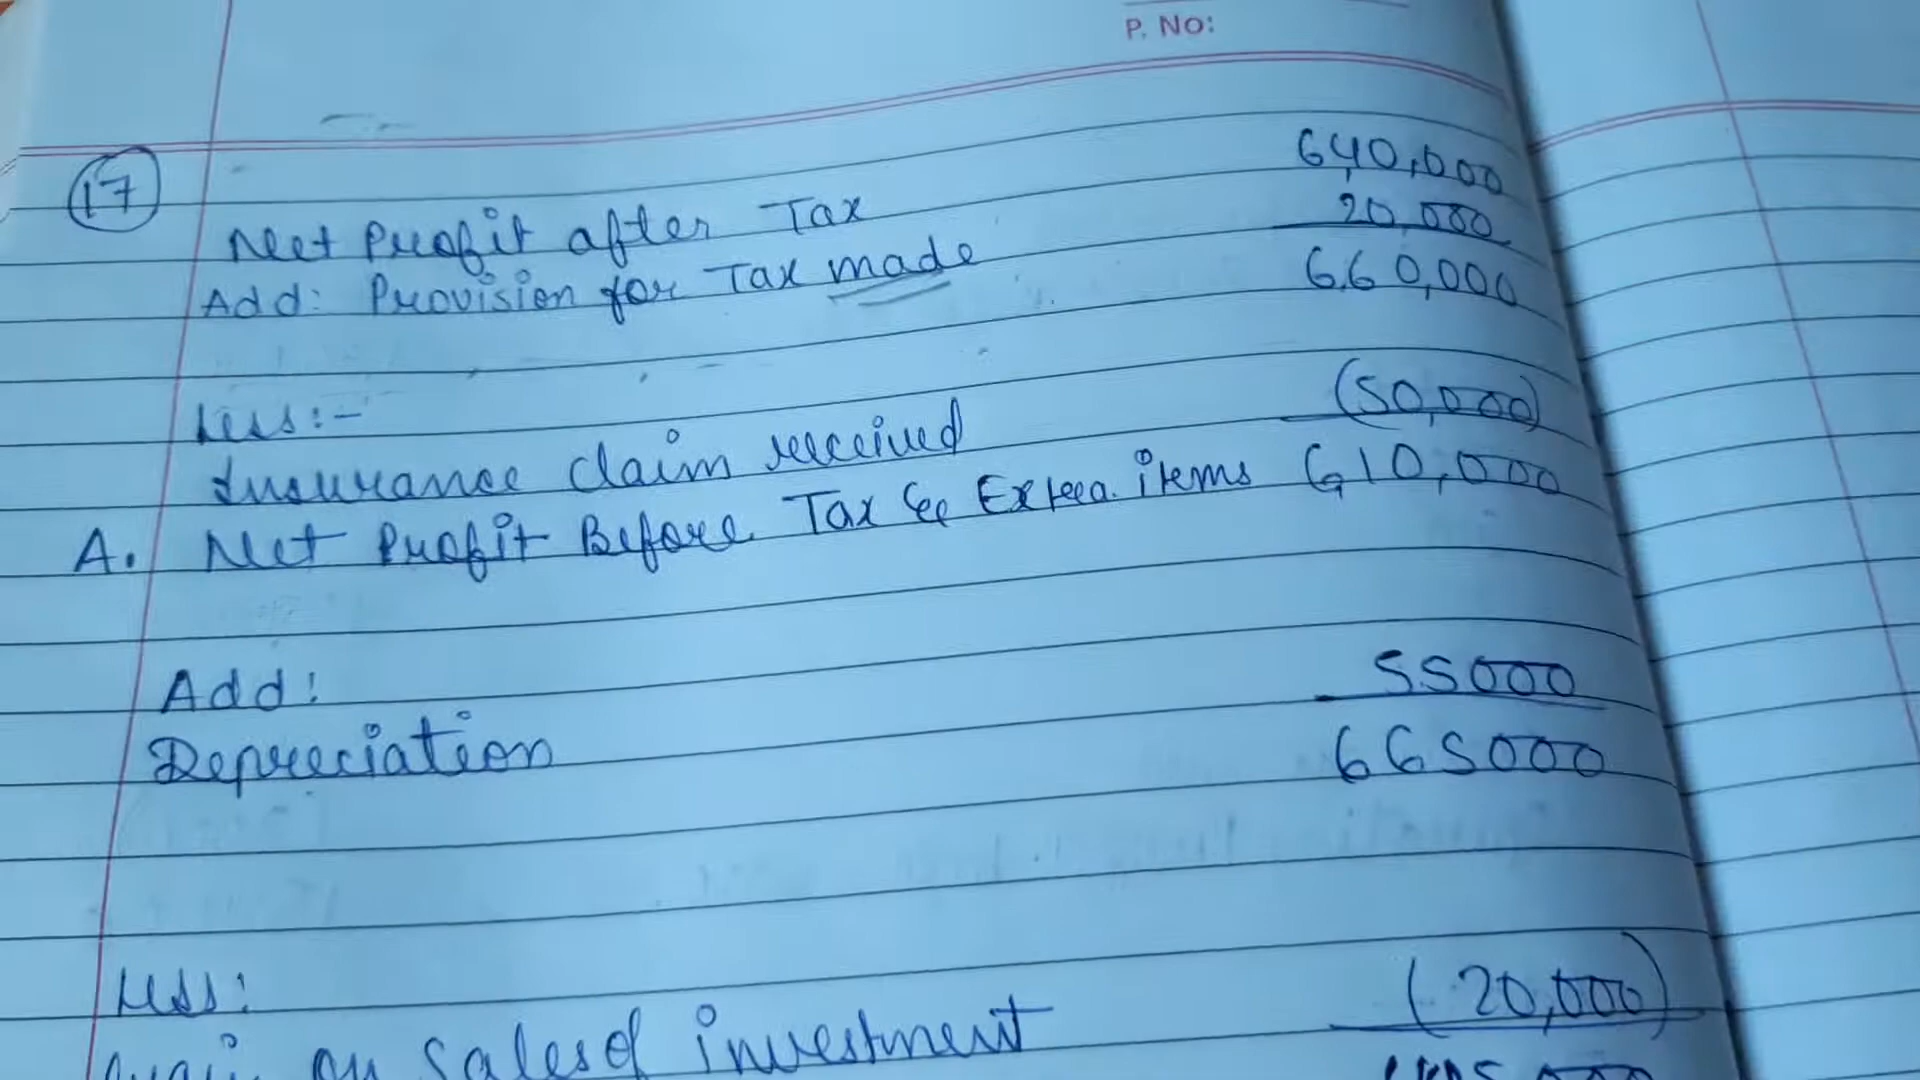 P. No:
17
Net Profit after Tax 640,000
Add: Provision for Tax made 20,000
660,000
Less:-
Insurance claim received (50,000)
A. Net Profit Before Tax & Extra. items 610,000
Add:
Depreciation 55000
665000
Less:
on sales of investment (20,000)